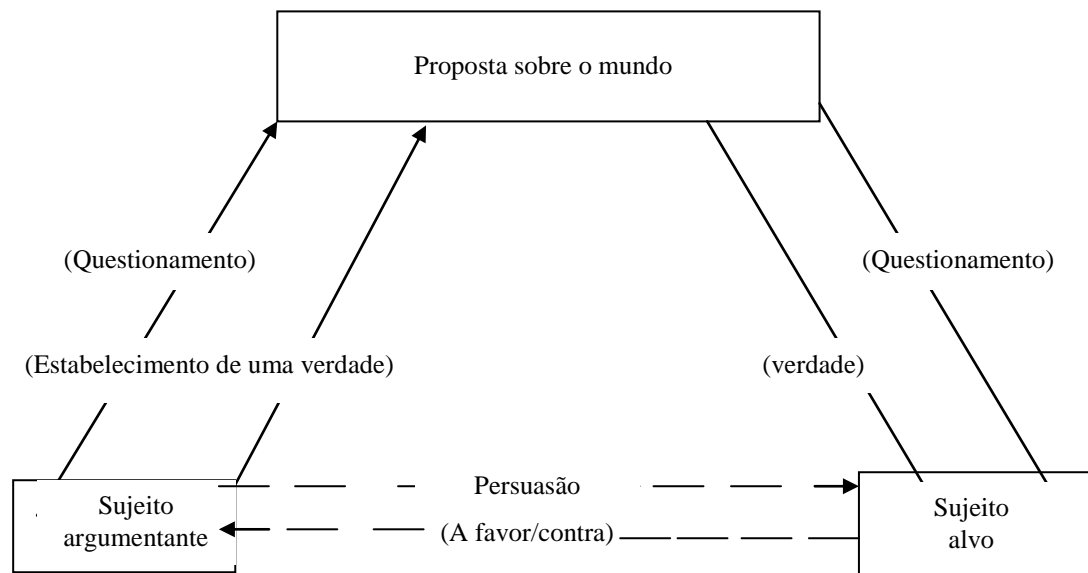 Proposta sobre o mundo
(Questionamento)
(Questionamento)
(Estabelecimento de uma verdade)
(verdade)
Sujeito
argumentante
Persuasão
(A favor/contra)
Sujeito
alvo